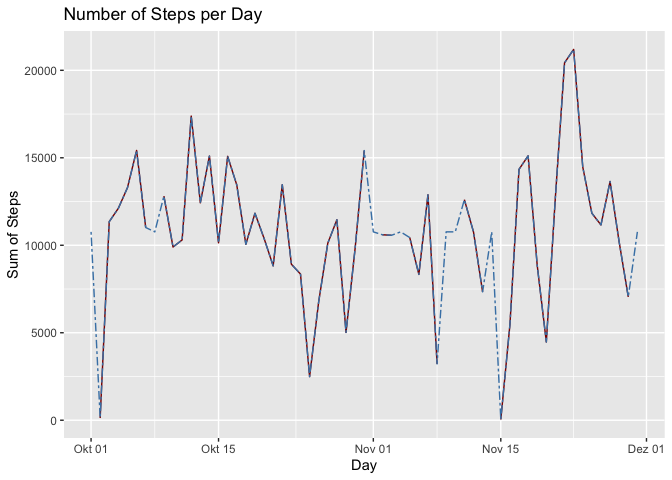 Number of Steps per Day
Sum of Steps
20000
15000
10000
5000
0
Okt 01
Okt 15
Nov 01
Nov 15
Dez 01
Day